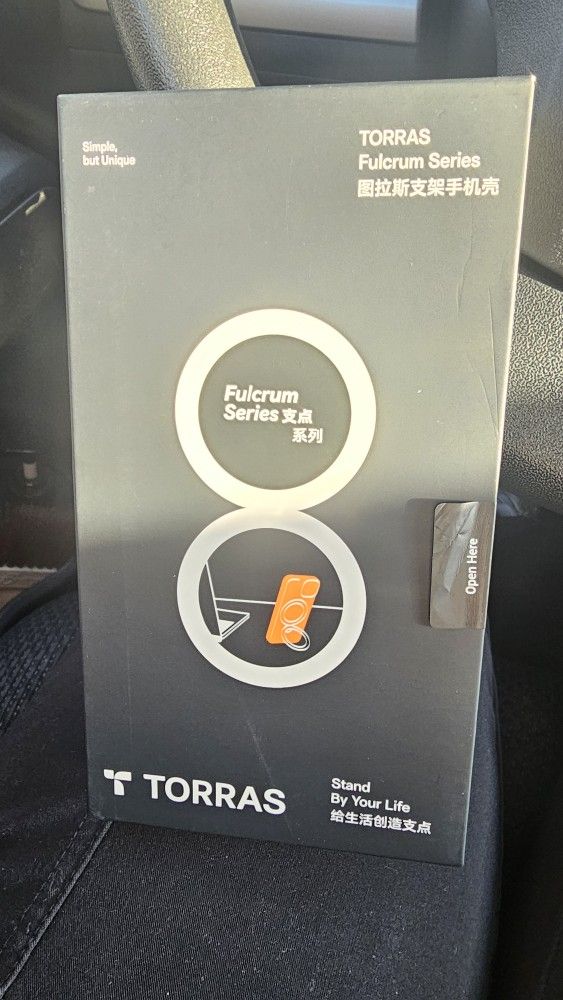 Simple,
but Unique
TORRAS
Fulcrum Series
图拉斯支架手机壳
Fulcrum
Series 支点
系列
Open Here
TORRAS
Stand
By Your Life
给生活创造支点